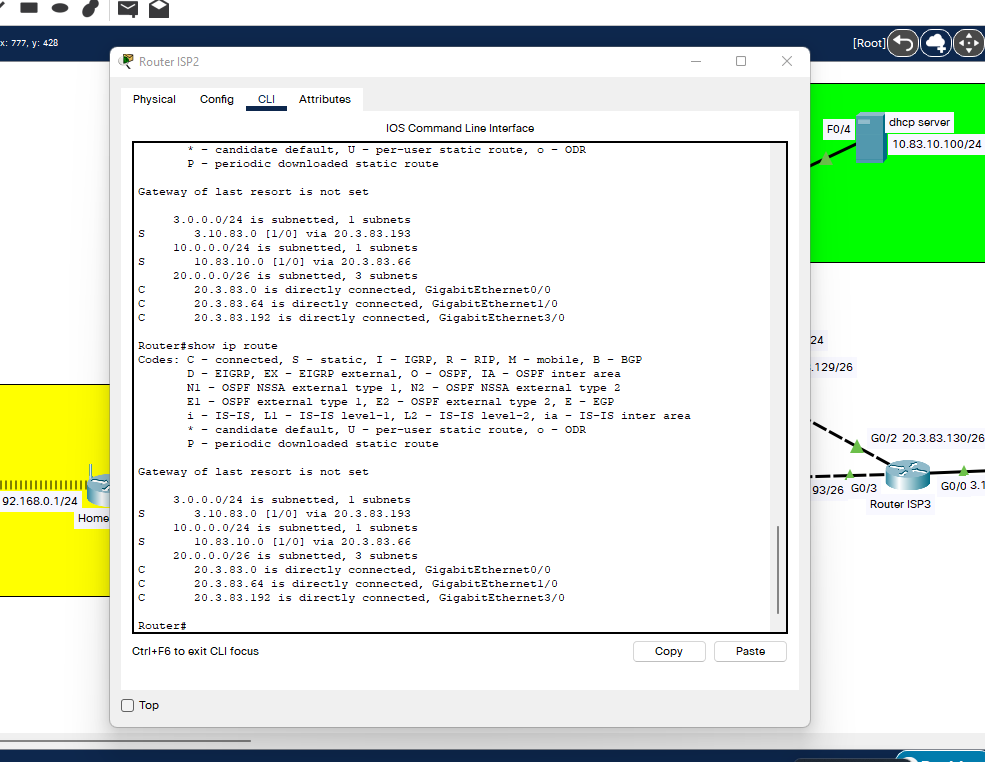 x: 777, y: 428
[Root]
Router ISP2
Physical Config CLI Attributes
IOS Command Line Interface
* - candidate default, U - per-user static route, o - ODR
P - periodic downloaded static route
Gateway of last resort is not set
3.0.0.0/24 is subnetted, 1 subnets
S 3.10.83.0 [1/0] via 20.3.83.193
10.0.0.0/24 is subnetted, 1 subnets
S 10.83.10.0 [1/0] via 20.3.83.66
20.0.0.0/26 is subnetted, 3 subnets
C 20.3.83.0 is directly connected, GigabitEthernet0/0
C 20.3.83.64 is directly connected, GigabitEthernet1/0
C 20.3.83.192 is directly connected, GigabitEthernet3/0
Router#show ip route
Codes: C - connected, S - static, I - IGRP, R - RIP, M - mobile, B - BGP
D - EIGRP, EX - EIGRP external, O - OSPF, IA - OSPF inter area
N1 - OSPF NSSA external type 1, N2 - OSPF NSSA external type 2
E1 - OSPF external type 1, E2 - OSPF external type 2, E - EGP
i - IS-IS, L1 - IS-IS level-1, L2 - IS-IS level-2, ia - IS-IS inter area
* - candidate default, U - per-user static route, o - ODR
P - periodic downloaded static route
Gateway of last resort is not set
3.0.0.0/24 is subnetted, 1 subnets
S 3.10.83.0 [1/0] via 20.3.83.193
10.0.0.0/24 is subnetted, 1 subnets
S 10.83.10.0 [1/0] via 20.3.83.66
20.0.0.0/26 is subnetted, 3 subnets
C 20.3.83.0 is directly connected, GigabitEthernet0/0
C 20.3.83.64 is directly connected, GigabitEthernet1/0
C 20.3.83.192 is directly connected, GigabitEthernet3/0
Router#
Ctrl+F6 to exit CLI focus
Copy Paste
Top
F0/4
dhcp server
10.83.10.100/24
24
.129/26
G0/2 20.3.83.130/26
93/26 G0/3
G0/0 3.1
Router ISP3
92.168.0.1/24
Home